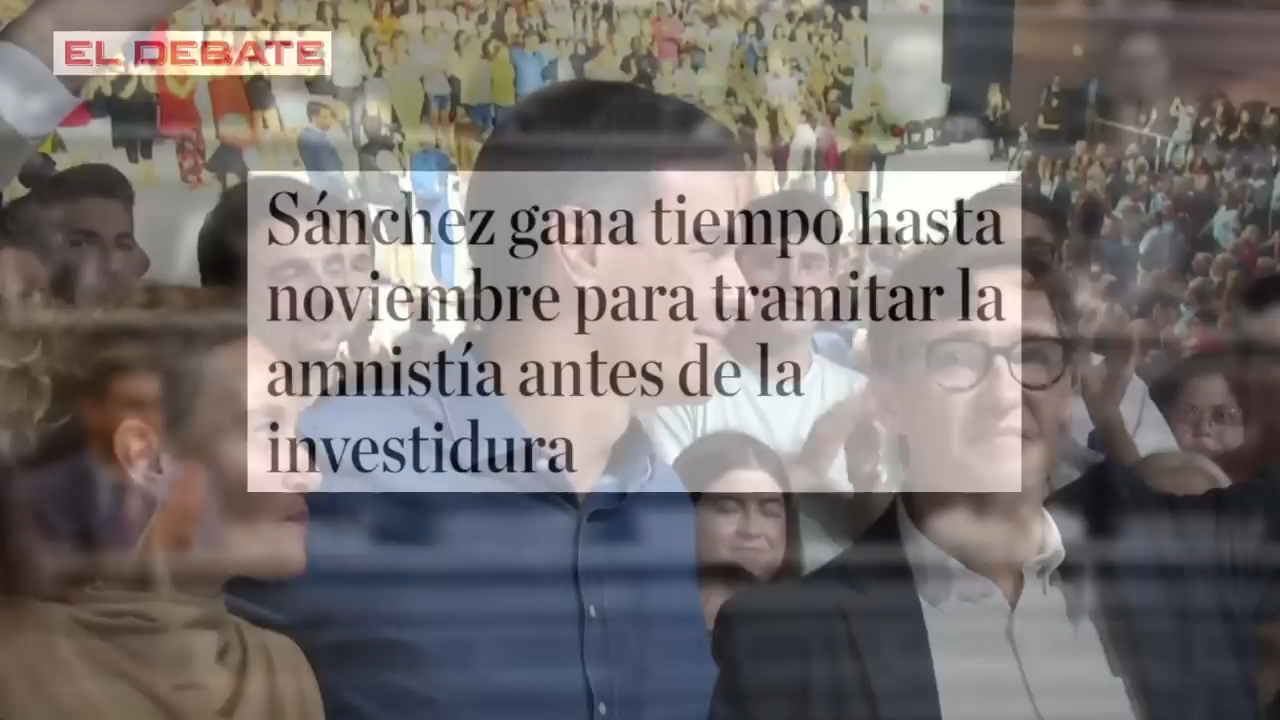 EL DEBATE
Sánchez gana tiempo hasta
noviembre para tramitar la
amnistía antes de la
investidura